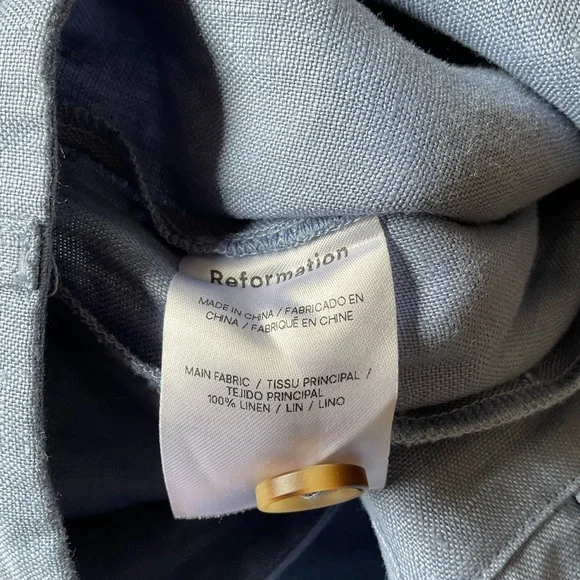 Reformation
MADE IN CHINA / FABRICADO EN
CHINA / FABRIQUÉ EN CHINE
MAIN FABRIC / TISSU PRINCIPAL /
TEJIDO PRINCIPAL
100% LINEN / LIN / LINO